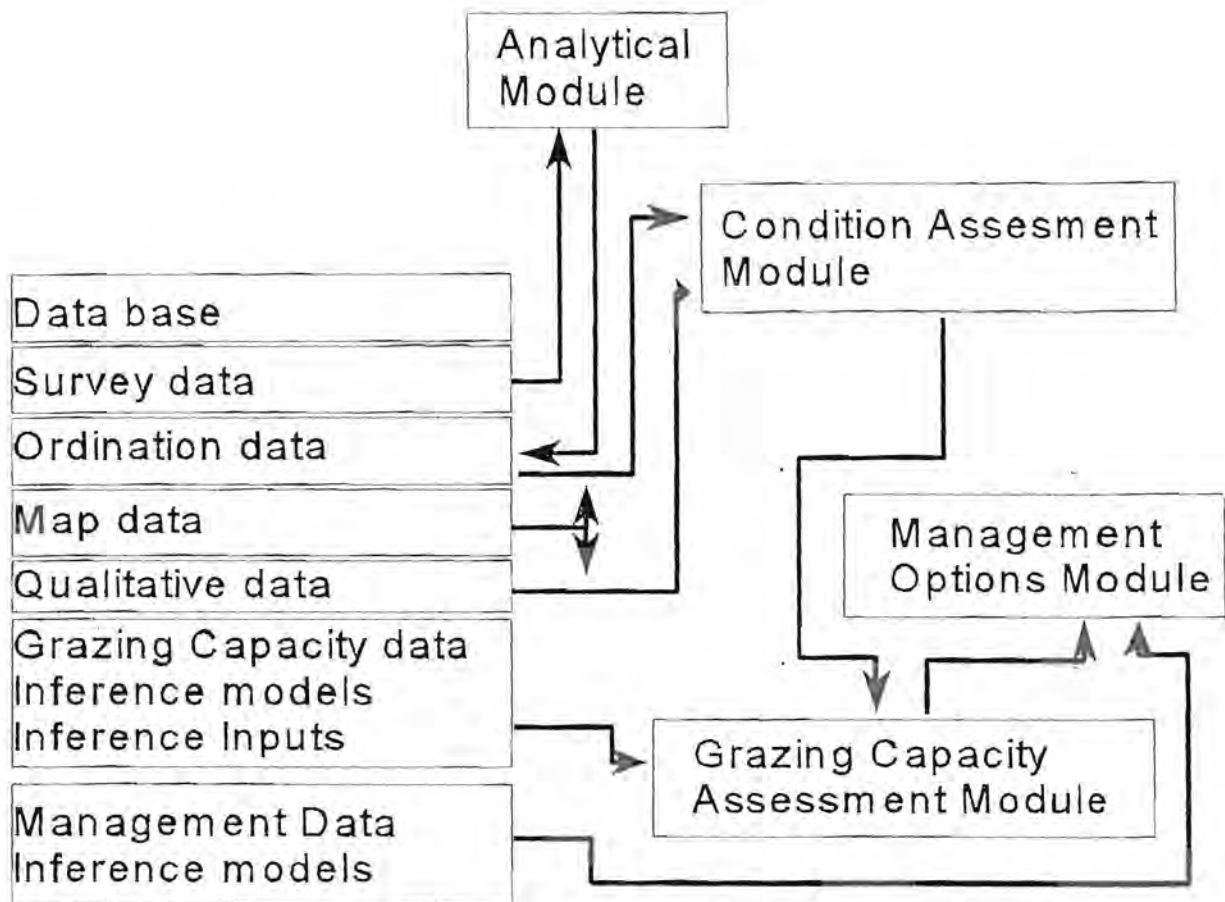 Analytical
Module
Condition Assesment
Module
Data base
Survey data
Ordination data
Map data
Qualitative data
Grazing Capacity data
Inference models
Inference Inputs
Management Data
Inference models
Management
Options Module
Grazing Capacity
Assessment Module